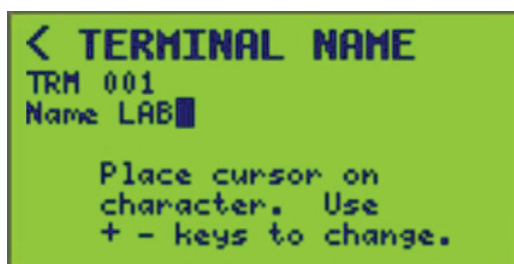 < TERMINAL NAME
TRM 001
Name LAB
Place cursor on
character. Use
+ - keys to change.